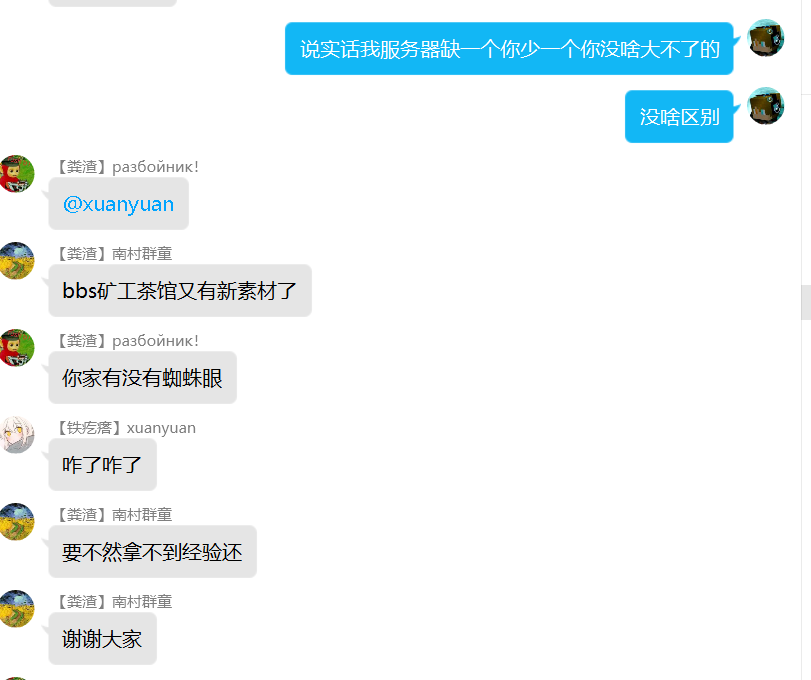 说实话我服务器缺一个你少一个你没啥大不了的
没啥区别
【粪渣】разбойник!
@xuanyuan
【粪渣】南村群童
bbs矿工茶馆又有新素材了
【粪渣】разбойник!
你家有没有蜘蛛眼
【铁疙瘩】xuanyuan
咋了咋了
【粪渣】南村群童
要不然拿不到经验还
【粪渣】南村群童
谢谢大家